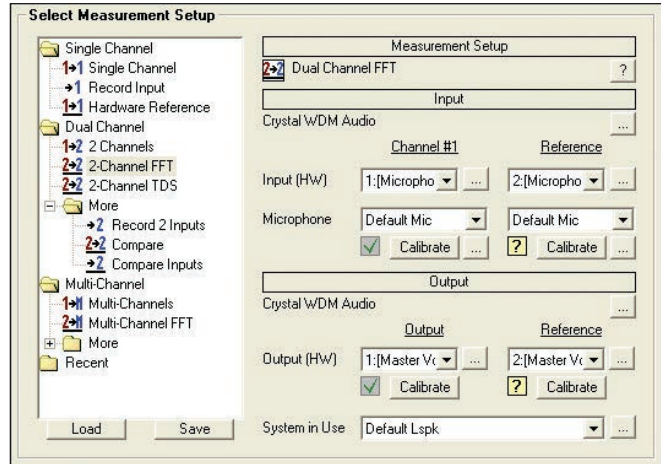 Select Measurement Setup
Single Channel
1→1 Single Channel
→1 Record Input
1→1 Hardware Reference
Dual Channel
1→2 2 Channels
2→2 2-Channel FFT
2→2 2-Channel TDS
More
→2 Record 2 Inputs
2→2 Compare
→2 Compare Inputs
Multi-Channel
1→M Multi-Channels
2→M Multi-Channel FFT
More
Recent
Load Save
Measurement Setup
2→2 Dual Channel FFT ?
Input
Crystal WDM Audio ...
Channel #1 Reference
Input (HW) 1:[Micropho ... 2:[Micropho ...
Microphone Default Mic Default Mic
Calibrate ... ? Calibrate ...
Output
Crystal WDM Audio ...
Output Reference
Output (HW) 1:[Master Vo ... 2:[Master Vo ...
Calibrate ? Calibrate
System in Use Default Lspk ...